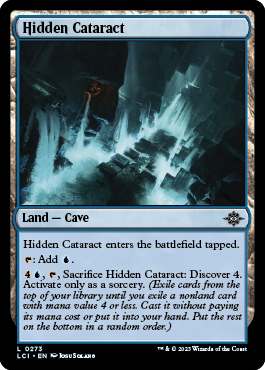 Hidden Cataract
Land — Cave
Hidden Cataract enters the battlefield tapped.
: Add .
4, , Sacrifice Hidden Cataract: Discover 4.
Activate only as a sorcery. (Exile cards from the
top of your library until you exile a nonland card
with mana value 4 or less. Cast it without paying
its mana cost or put it into your hand. Put the rest
on the bottom in a random order.)
L 0273
LCI • EN Josu Solano
™ & © 2023 Wizards of the Coast